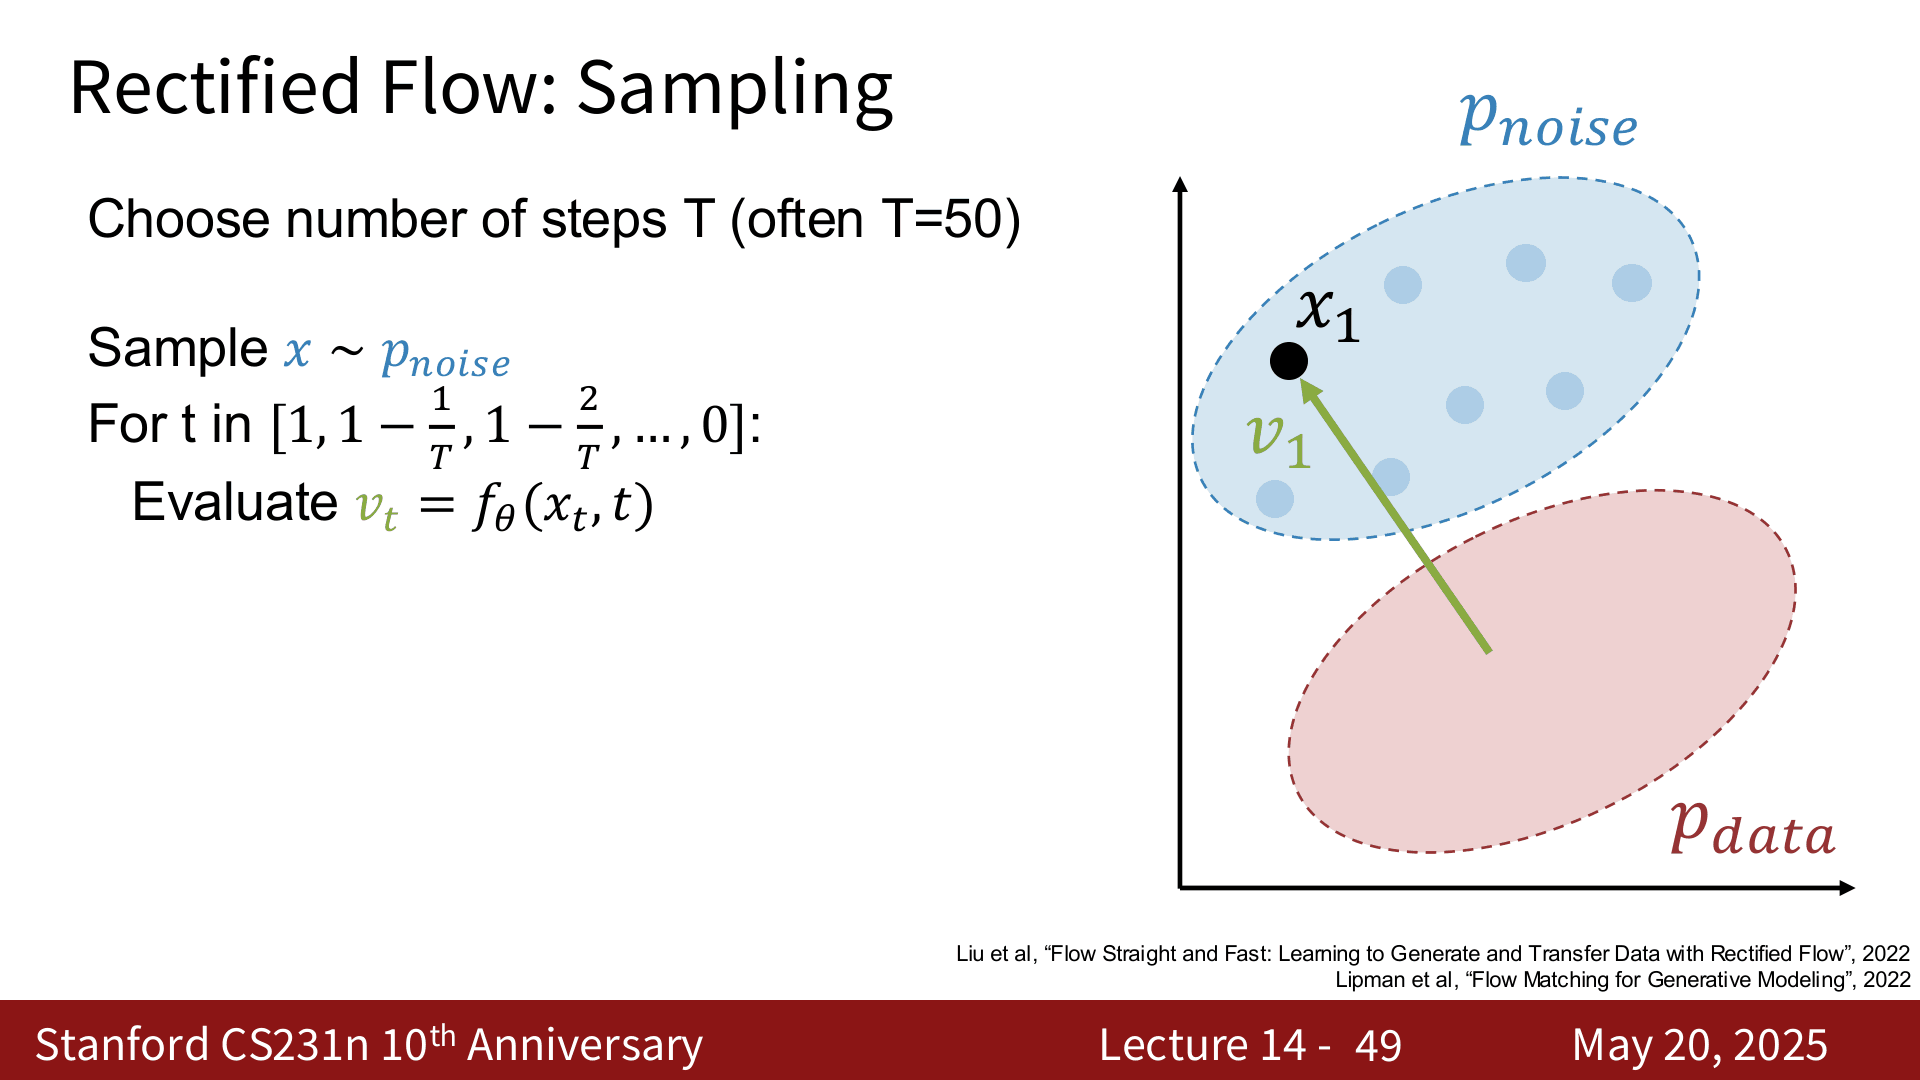 Rectified Flow: Sampling
Choose number of steps T (often T=50)
Sample x ~ p_noise
For t in [1, 1 − 1/T, 1 − 2/T, … , 0]:
Evaluate v_t = f_θ(x_t, t)
p_noise
x_1
v_1
p_data
Liu et al, “Flow Straight and Fast: Learning to Generate and Transfer Data with Rectified Flow”, 2022
Lipman et al, “Flow Matching for Generative Modeling”, 2022
Stanford CS231n 10th Anniversary
Lecture 14 - 49
May 20, 2025